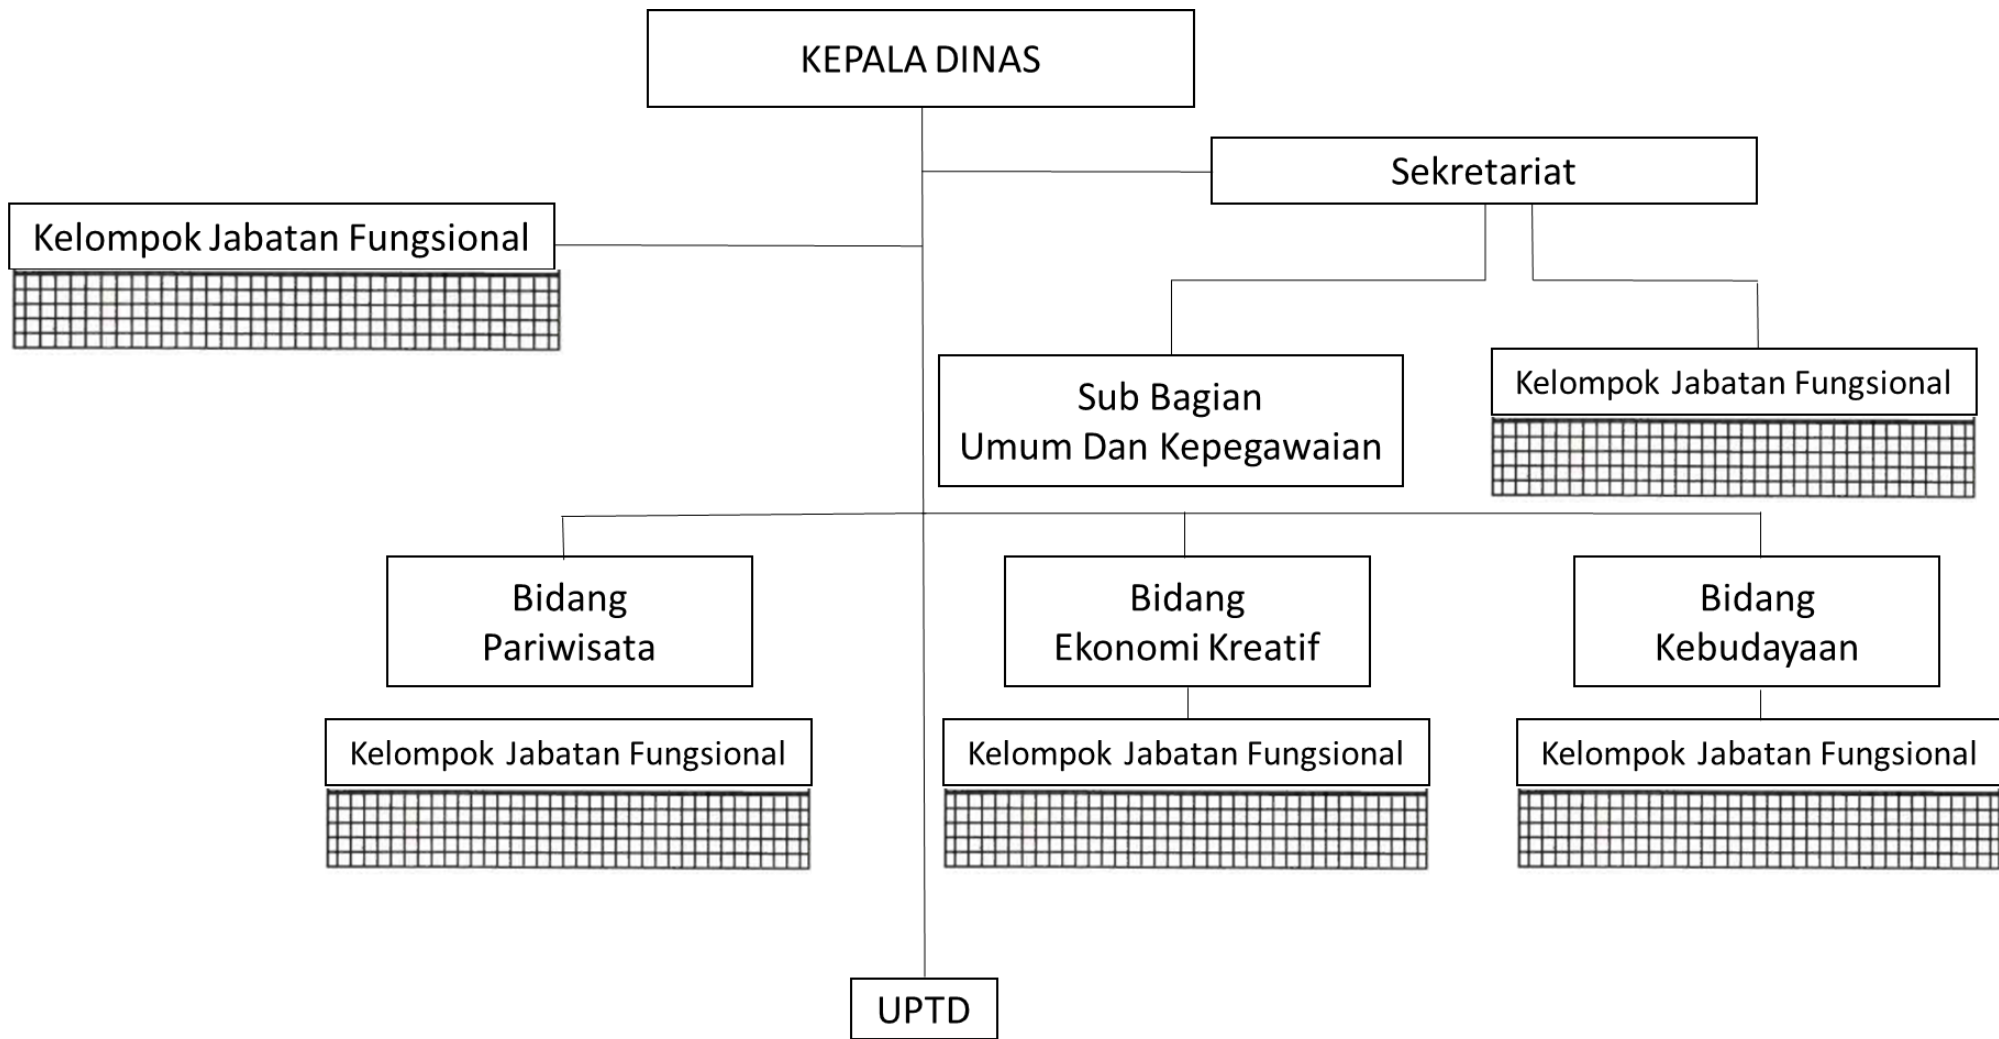 KEPALA DINAS
Sekretariat
Kelompok Jabatan Fungsional
Sub Bagian
Umum Dan Kepegawaian
Kelompok Jabatan Fungsional
Bidang
Pariwisata
Bidang
Ekonomi Kreatif
Bidang
Kebudayaan
Kelompok Jabatan Fungsional
Kelompok Jabatan Fungsional
Kelompok Jabatan Fungsional
UPTD